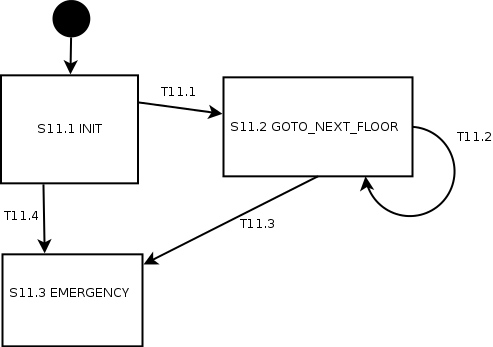 T11.1
S11.1 INIT
S11.2 GOTO_NEXT_FLOOR
T11.2
T11.4
T11.3
S11.3 EMERGENCY